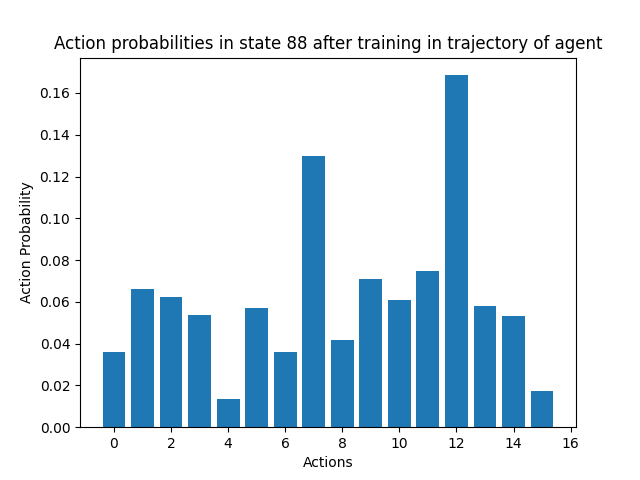 Action probabilities in state 88 after training in trajectory of agent
0.16
0.14
0.12
0.10
0.08
0.06
0.04
0.02
0.00
Action Probability
0 2 4 6 8 10 12 14 16
Actions